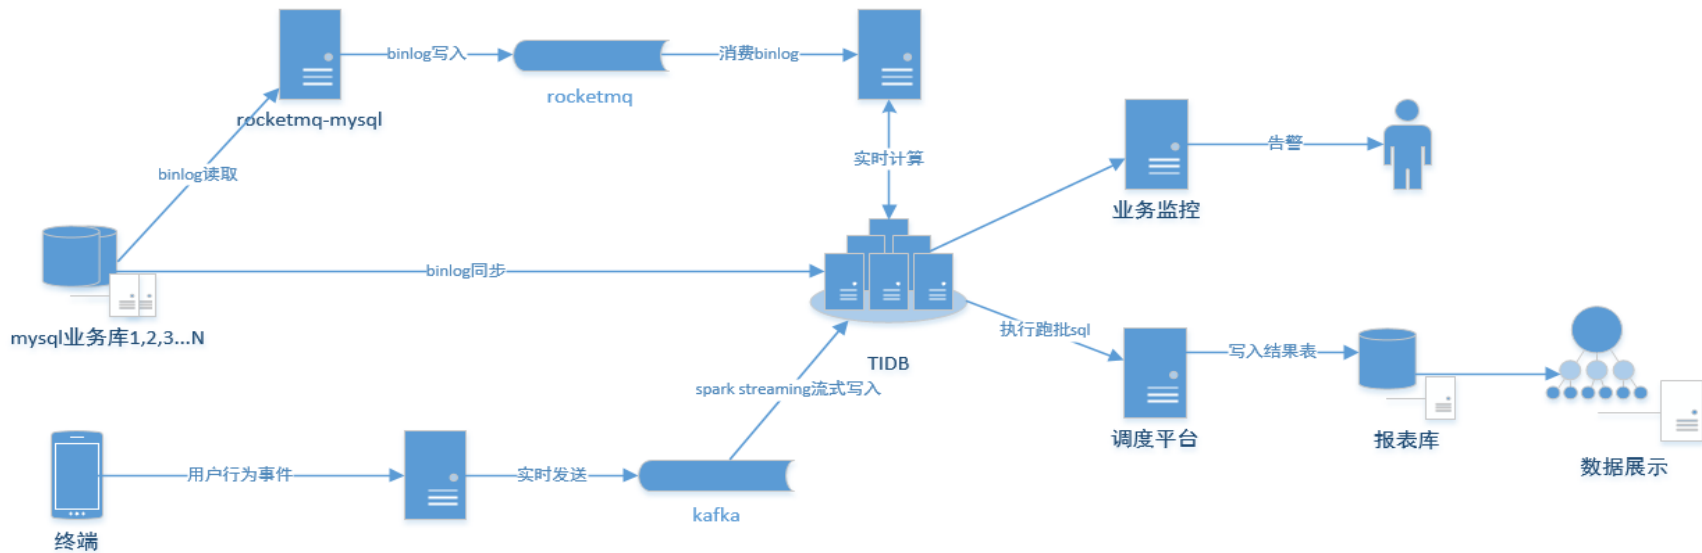 binlog写入
消费binlog
rocketmq
rocketmq-mysql
binlog读取
实时计算
告警
业务监控
binlog同步
mysql业务库1,2,3...N
执行跑批sql
TIDB
写入结果表
spark streaming流式写入
调度平台
报表库
数据展示
用户行为事件
实时发送
kafka
终端